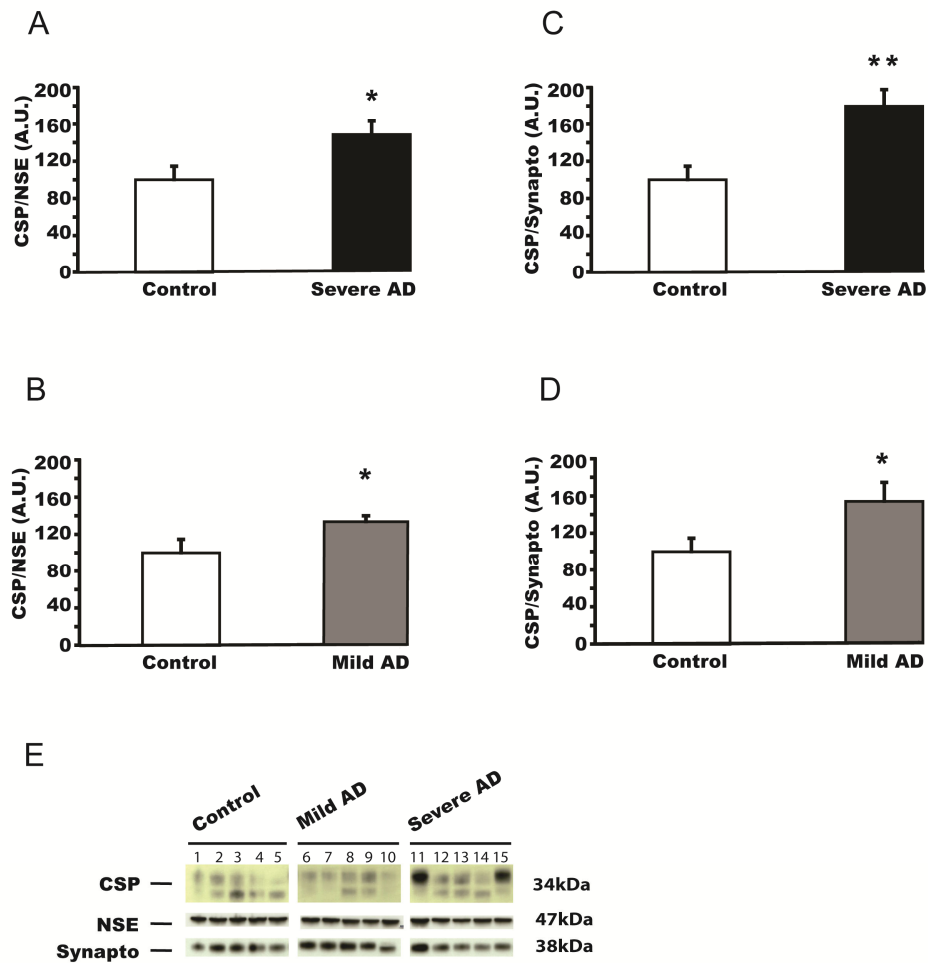 A
CSP/NSE (A.U.)
200
160
120
80
40
0
*
Control
Severe AD
C
CSP/Synapto (A.U.)
200
160
120
80
40
0
**
Control
Severe AD
B
CSP/NSE (A.U.)
200
160
120
80
40
0
*
Control
Mild AD
D
CSP/Synapto (A.U.)
200
160
120
80
40
0
*
Control
Mild AD
E
Control
Mild AD
Severe AD
1 2 3 4 5 6 7 8 9 10 11 12 13 14 15
CSP — 34kDa
NSE — 47kDa
Synapto — 38kDa